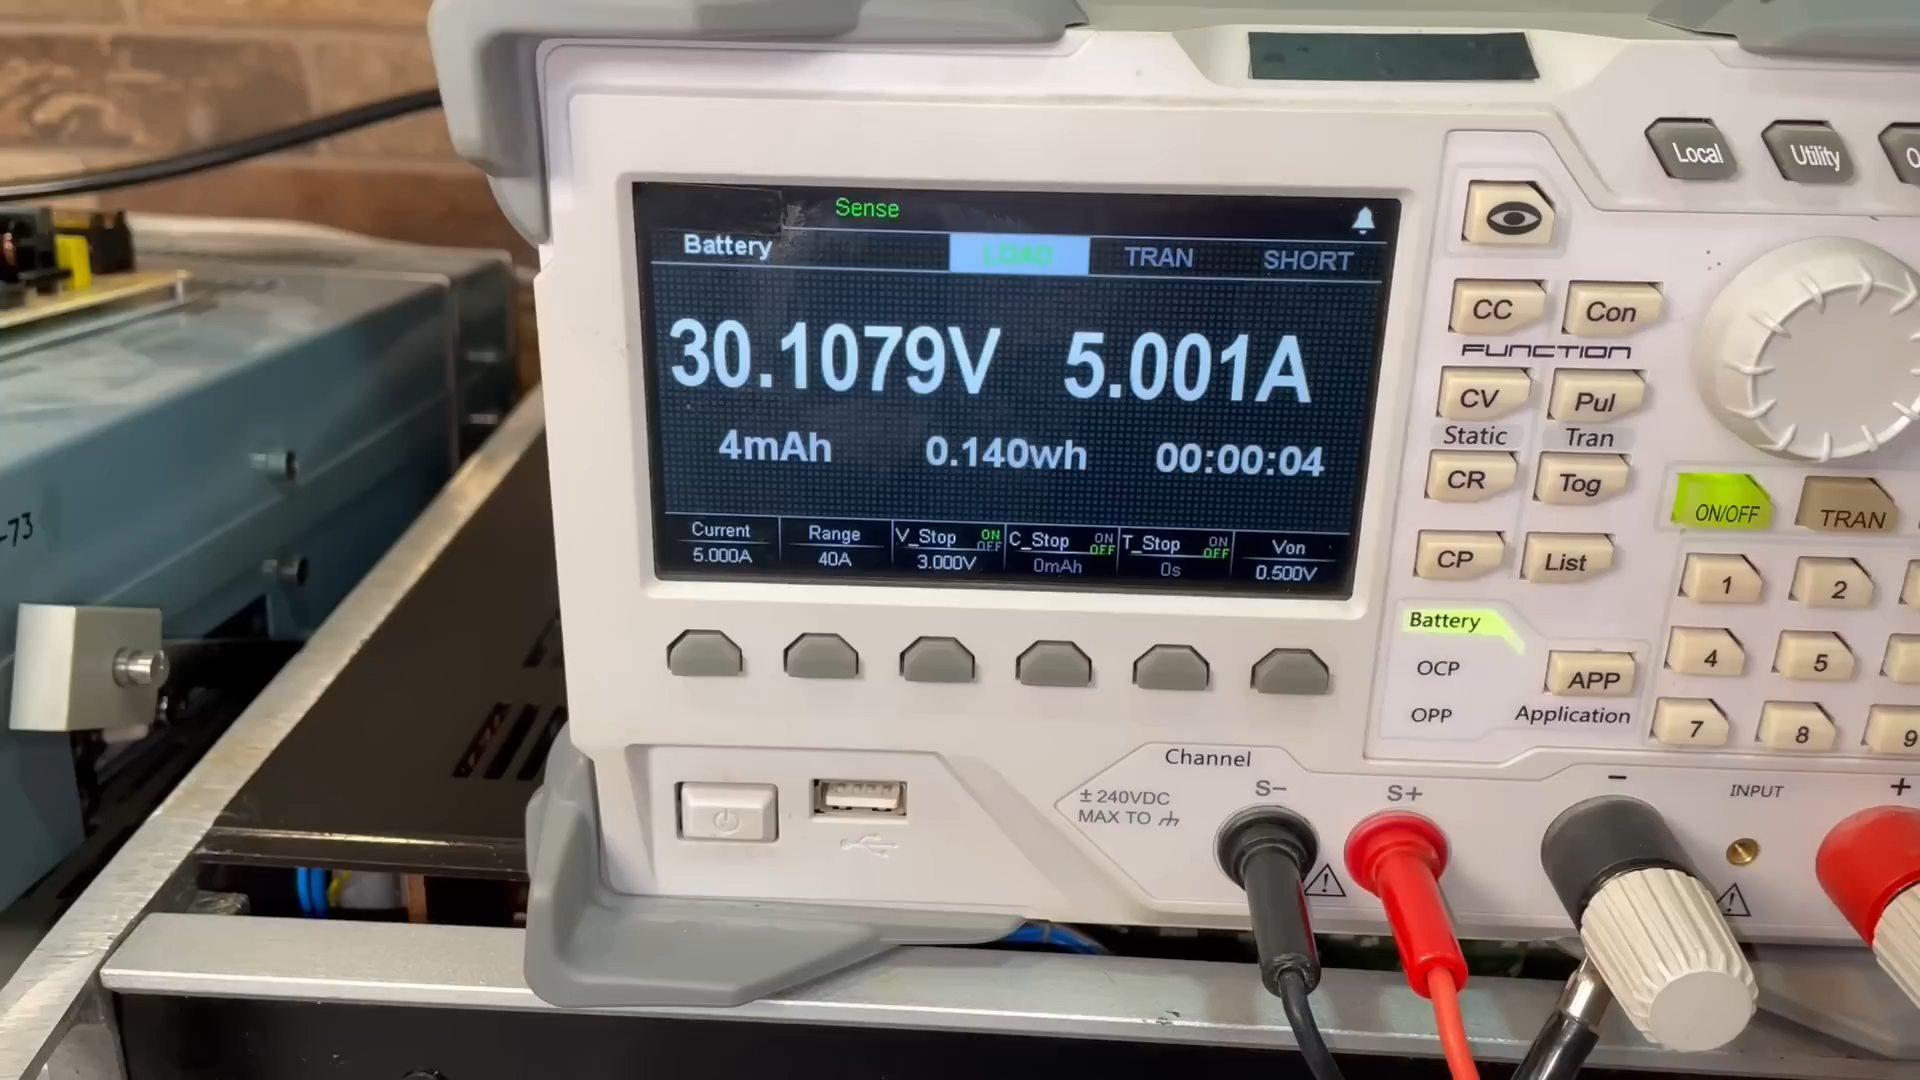 Sense
Battery LOAD TRAN SHORT
30.1079V 5.001A
4mAh 0.140wh 00:00:04
Current Range V_Stop ON OFF C_Stop ON OFF T_Stop ON OFF Von
5.000A 40A 3.000V 0mAh 0s 0.500V
Local Utility
CC Con
FUNCTION
CV Pul
Static Tran
CR Tog
CP List
ON/OFF TRAN
1 2
4 5
7 8 9
Battery
OCP
OPP
APP
Application
Channel
± 240VDC
MAX TO
S− S+
− INPUT +
-73